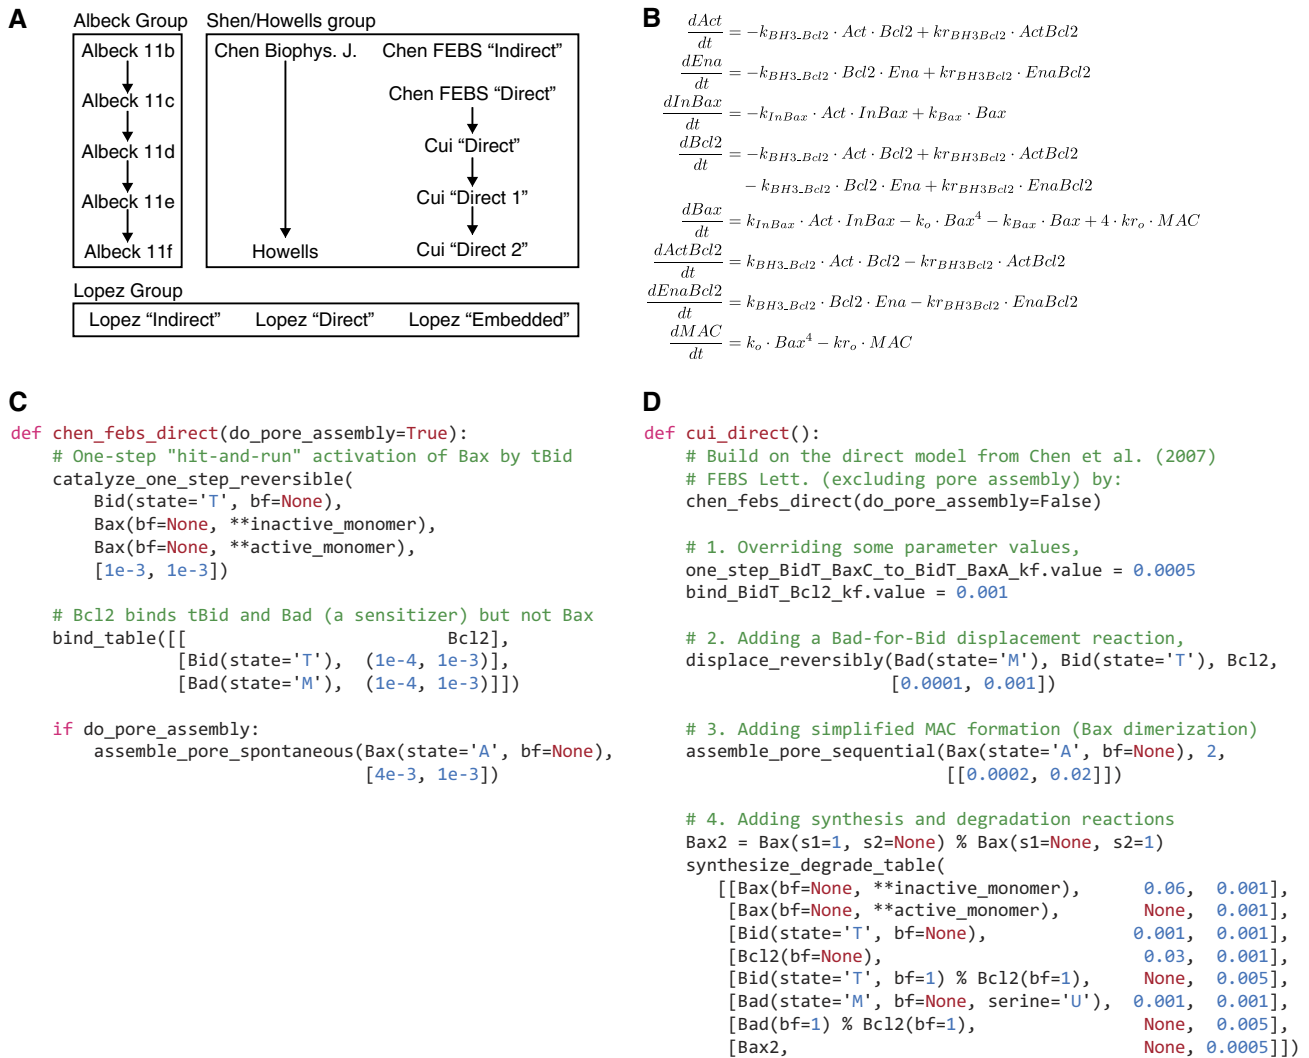 A
Albeck Group
Shen/Howells group
Albeck 11b
Chen Biophys. J.
Chen FEBS “Indirect”
Albeck 11c
Chen FEBS “Direct”
Albeck 11d
Cui “Direct”
Albeck 11e
Cui “Direct 1”
Albeck 11f
Howells
Cui “Direct 2”
Lopez Group
Lopez “Indirect”
Lopez “Direct”
Lopez “Embedded”
B
dAct/dt = −k_{BH3_Bcl2} · Act · Bcl2 + kr_{BH3Bcl2} · ActBcl2
dEna/dt = −k_{BH3_Bcl2} · Bcl2 · Ena + kr_{BH3Bcl2} · EnaBcl2
dInBax/dt = −k_{InBax} · Act · InBax + k_{Bax} · Bax
dBcl2/dt = −k_{BH3_Bcl2} · Act · Bcl2 + kr_{BH3Bcl2} · ActBcl2
− k_{BH3_Bcl2} · Bcl2 · Ena + kr_{BH3Bcl2} · EnaBcl2
dBax/dt = k_{InBax} · Act · InBax − k_o · Bax^4 − k_{Bax} · Bax + 4 · kr_o · MAC
dActBcl2/dt = k_{BH3_Bcl2} · Act · Bcl2 − kr_{BH3Bcl2} · ActBcl2
dEnaBcl2/dt = k_{BH3_Bcl2} · Bcl2 · Ena − kr_{BH3Bcl2} · EnaBcl2
dMAC/dt = k_o · Bax^4 − kr_o · MAC
C
def chen_febs_direct(do_pore_assembly=True):
    # One-step "hit-and-run" activation of Bax by tBid
    catalyze_one_step_reversible(
        Bid(state='T', bf=None),
        Bax(bf=None, **inactive_monomer),
        Bax(bf=None, **active_monomer),
        [1e-3, 1e-3])
    # Bcl2 binds tBid and Bad (a sensitizer) but not Bax
    bind_table([[                         Bcl2],
                [Bid(state='T'),  (1e-4, 1e-3)],
                [Bad(state='M'),  (1e-4, 1e-3)]])
    if do_pore_assembly:
        assemble_pore_spontaneous(Bax(state='A', bf=None),
                                  [4e-3, 1e-3])
D
def cui_direct():
    # Build on the direct model from Chen et al. (2007)
    # FEBS Lett. (excluding pore assembly) by:
    chen_febs_direct(do_pore_assembly=False)
    # 1. Overriding some parameter values,
    one_step_BidT_BaxC_to_BidT_BaxA_kf.value = 0.0005
    bind_BidT_Bcl2_kf.value = 0.001
    # 2. Adding a Bad-for-Bid displacement reaction,
    displace_reversibly(Bad(state='M'), Bid(state='T'), Bcl2,
                        [0.0001, 0.001])
    # 3. Adding simplified MAC formation (Bax dimerization)
    assemble_pore_sequential(Bax(state='A', bf=None), 2,
                             [[0.0002, 0.02]])
    # 4. Adding synthesis and degradation reactions
    Bax2 = Bax(s1=1, s2=None) % Bax(s1=None, s2=1)
    synthesize_degrade_table(
       [[Bax(bf=None, **inactive_monomer),      0.06,  0.001],
        [Bax(bf=None, **active_monomer),        None,  0.001],
        [Bid(state='T', bf=None),              0.001,  0.001],
        [Bcl2(bf=None),                         0.03,  0.001],
        [Bid(state='T', bf=1) % Bcl2(bf=1),     None,  0.005],
        [Bad(state='M', bf=None, serine='U'),  0.001,  0.001],
        [Bad(bf=1) % Bcl2(bf=1),                None,  0.005],
        [Bax2,                                  None, 0.0005]])